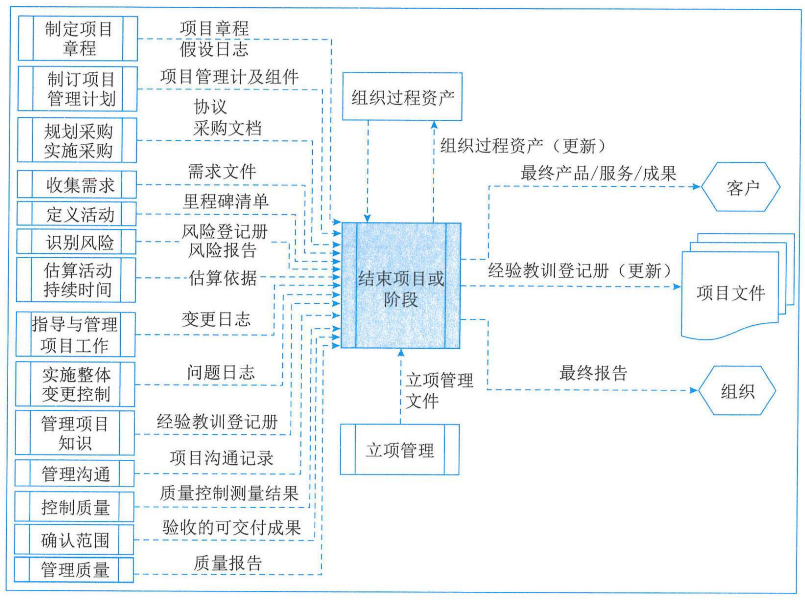 制定项目
章程
项目章程
假设日志
制订项目
管理计划
项目管理计及组件
规划采购
实施采购
协议
采购文档
收集需求
需求文件
定义活动
里程碑清单
识别风险
风险登记册
风险报告
估算活动
持续时间
估算依据
指导与管理
项目工作
变更日志
实施整体
变更控制
问题日志
管理项目
知识
经验教训登记册
管理沟通
项目沟通记录
控制质量
质量控制测量结果
确认范围
验收的可交付成果
管理质量
质量报告
组织过程资产
组织过程资产（更新）
结束项目或
阶段
立项管理
文件
立项管理
最终产品/服务/成果
客户
经验教训登记册（更新）
项目文件
最终报告
组织